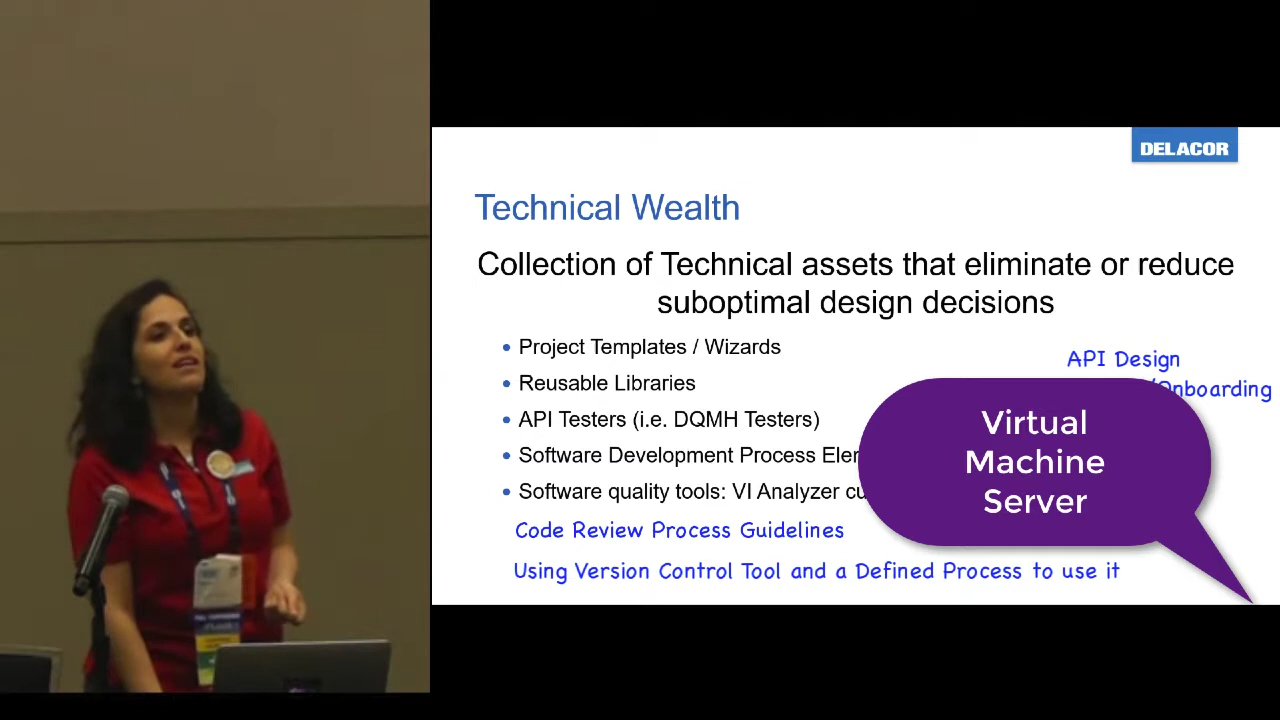 DELACOR
Technical Wealth
Collection of Technical assets that eliminate or reduce
suboptimal design decisions
Project Templates / Wizards
API Design
Reusable Libraries
Onboarding
API Testers (i.e. DQMH Testers)
Software Development Process
Software quality tools: VI Analyzer
Virtual
Machine
Server
Code Review Process Guidelines
Using Version Control Tool and a Defined Process to use it